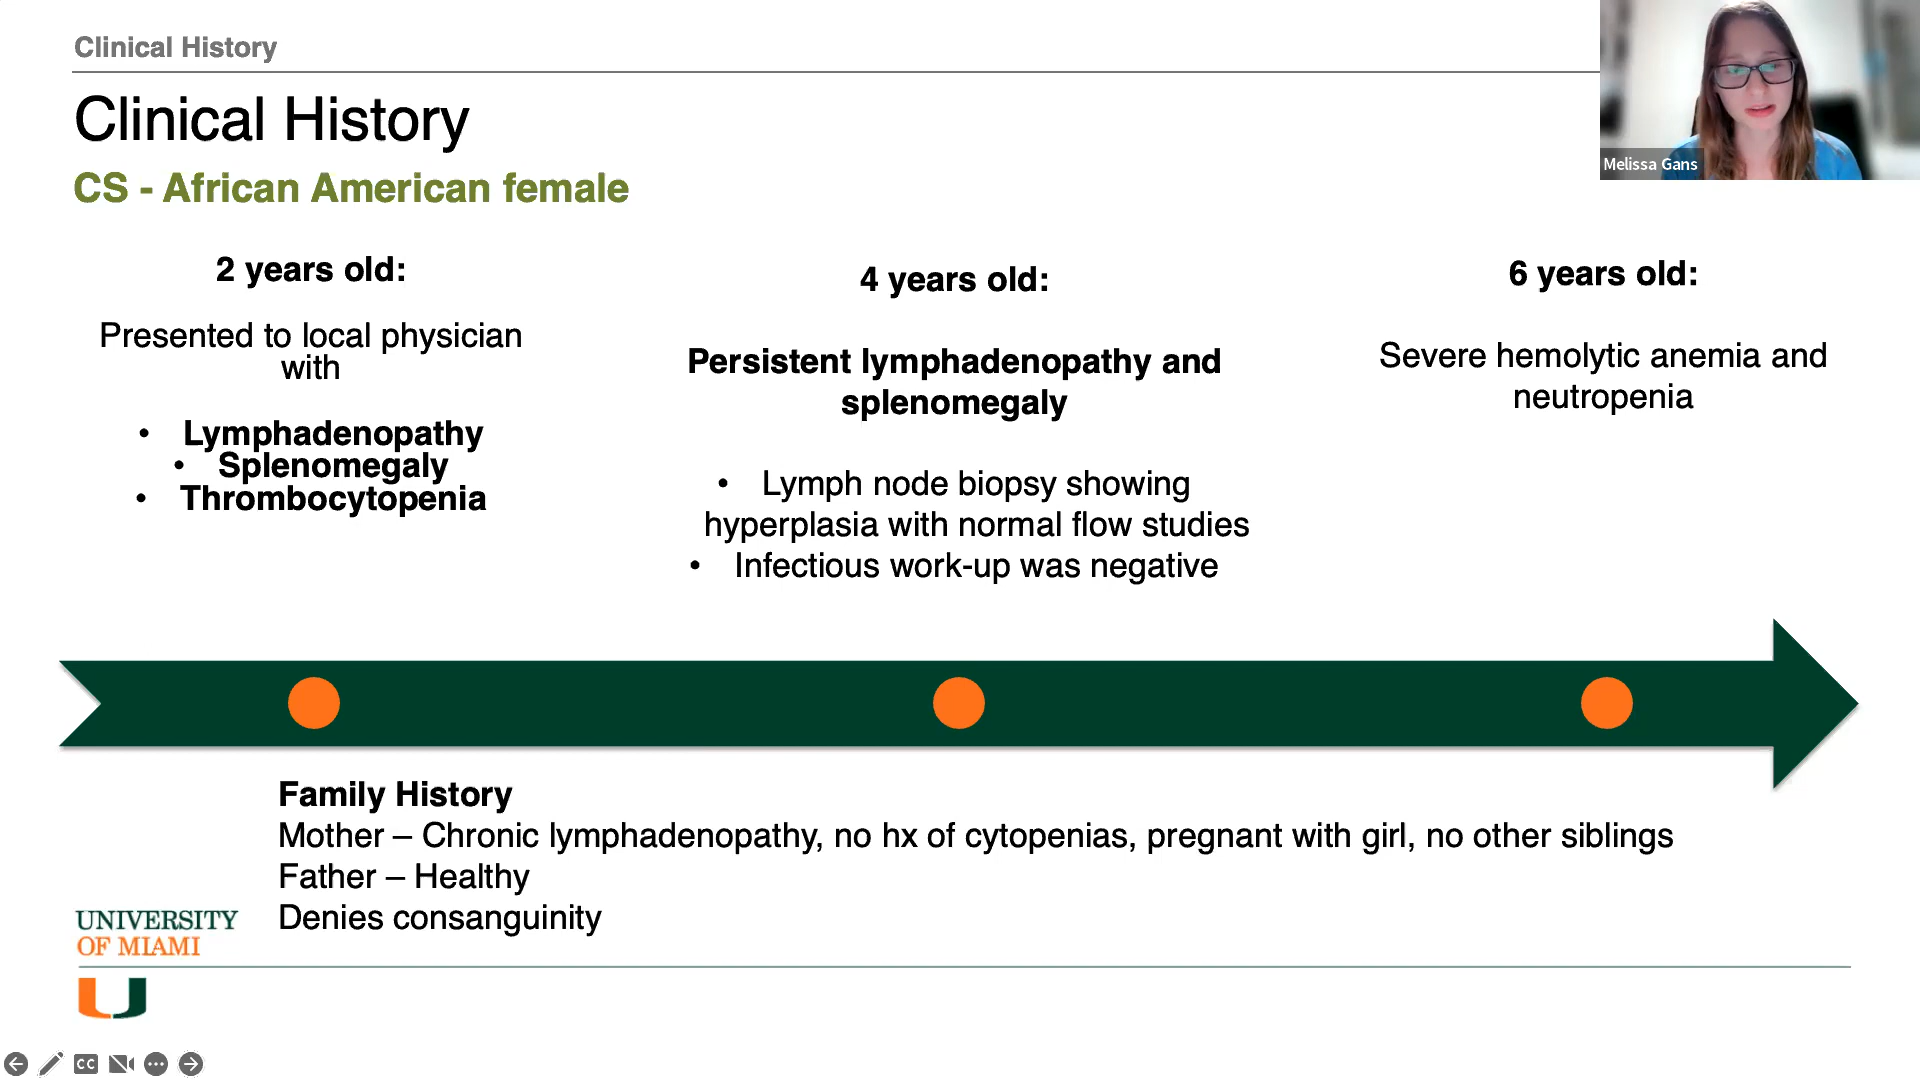 Clinical History
Clinical History
CS - African American female
Melissa Gans
2 years old:
Presented to local physician
with
• Lymphadenopathy
• Splenomegaly
• Thrombocytopenia
4 years old:
Persistent lymphadenopathy and
splenomegaly
• Lymph node biopsy showing
hyperplasia with normal flow studies
• Infectious work-up was negative
6 years old:
Severe hemolytic anemia and
neutropenia
Family History
Mother – Chronic lymphadenopathy, no hx of cytopenias, pregnant with girl, no other siblings
Father – Healthy
Denies consanguinity
UNIVERSITY
OF MIAMI
U
CC